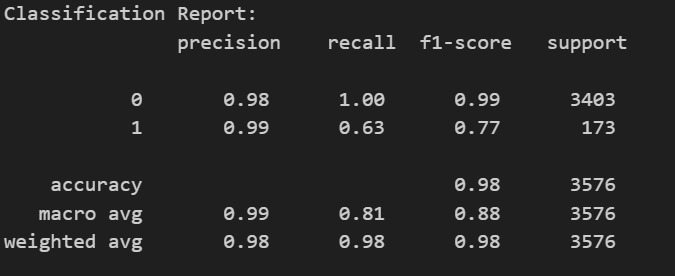 Classification Report:
precision recall f1-score support
0 0.98 1.00 0.99 3403
1 0.99 0.63 0.77 173
accuracy 0.98 3576
macro avg 0.99 0.81 0.88 3576
weighted avg 0.98 0.98 0.98 3576